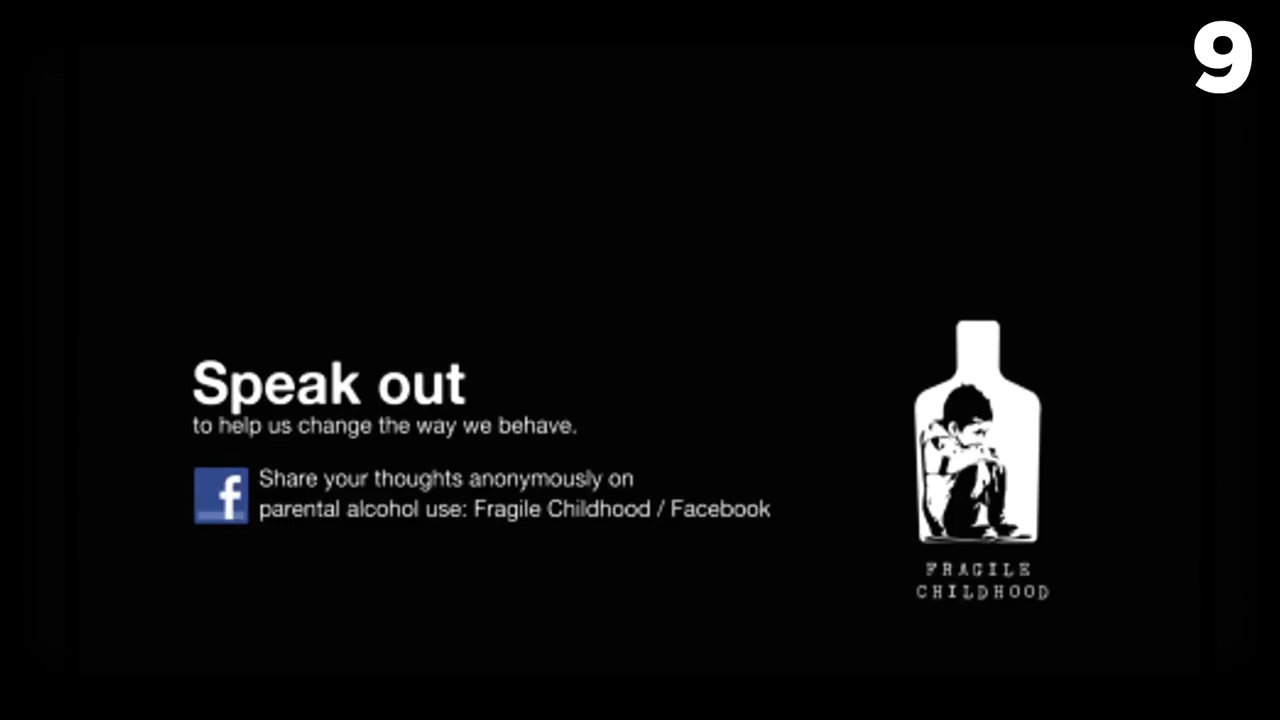 9
Speak out
to help us change the way we behave.
f
Share your thoughts anonymously on
parental alcohol use: Fragile Childhood / Facebook
FRAGILE
CHILDHOOD